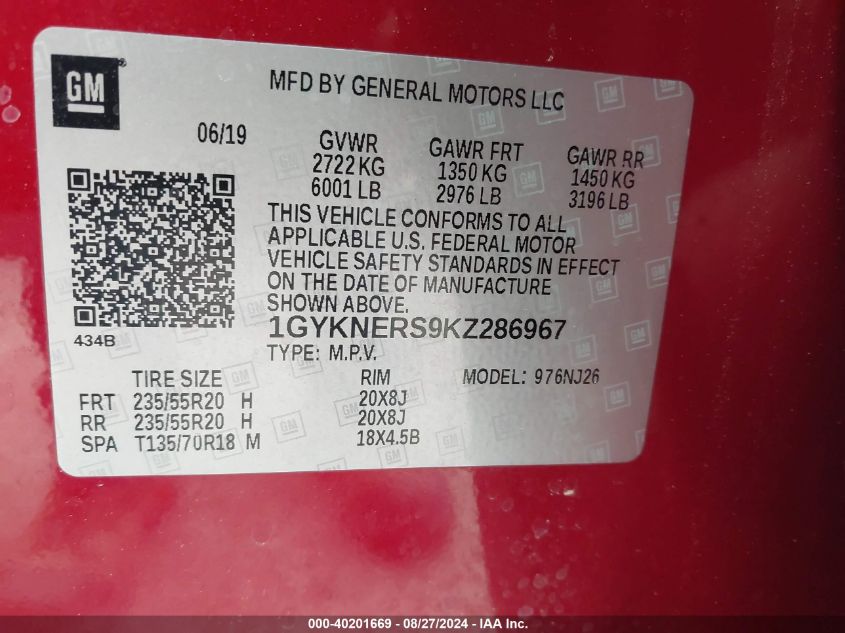 GM
MFD BY GENERAL MOTORS LLC
06/19
GVWR
2722 KG
6001 LB
GAWR FRT
1350 KG
2976 LB
GAWR RR
1450 KG
3196 LB
THIS VEHICLE CONFORMS TO ALL
APPLICABLE U.S. FEDERAL MOTOR
VEHICLE SAFETY STANDARDS IN EFFECT
ON THE DATE OF MANUFACTURE
SHOWN ABOVE.
434B
1GYKNERS9KZ286967
TYPE: M.P.V.
TIRE SIZE RIM MODEL: 976NJ26
FRT 235/55R20 H 20X8J
RR 235/55R20 H 20X8J
SPA T135/70R18 M 18X4.5B
000-40201669 - 08/27/2024 - IAA Inc.